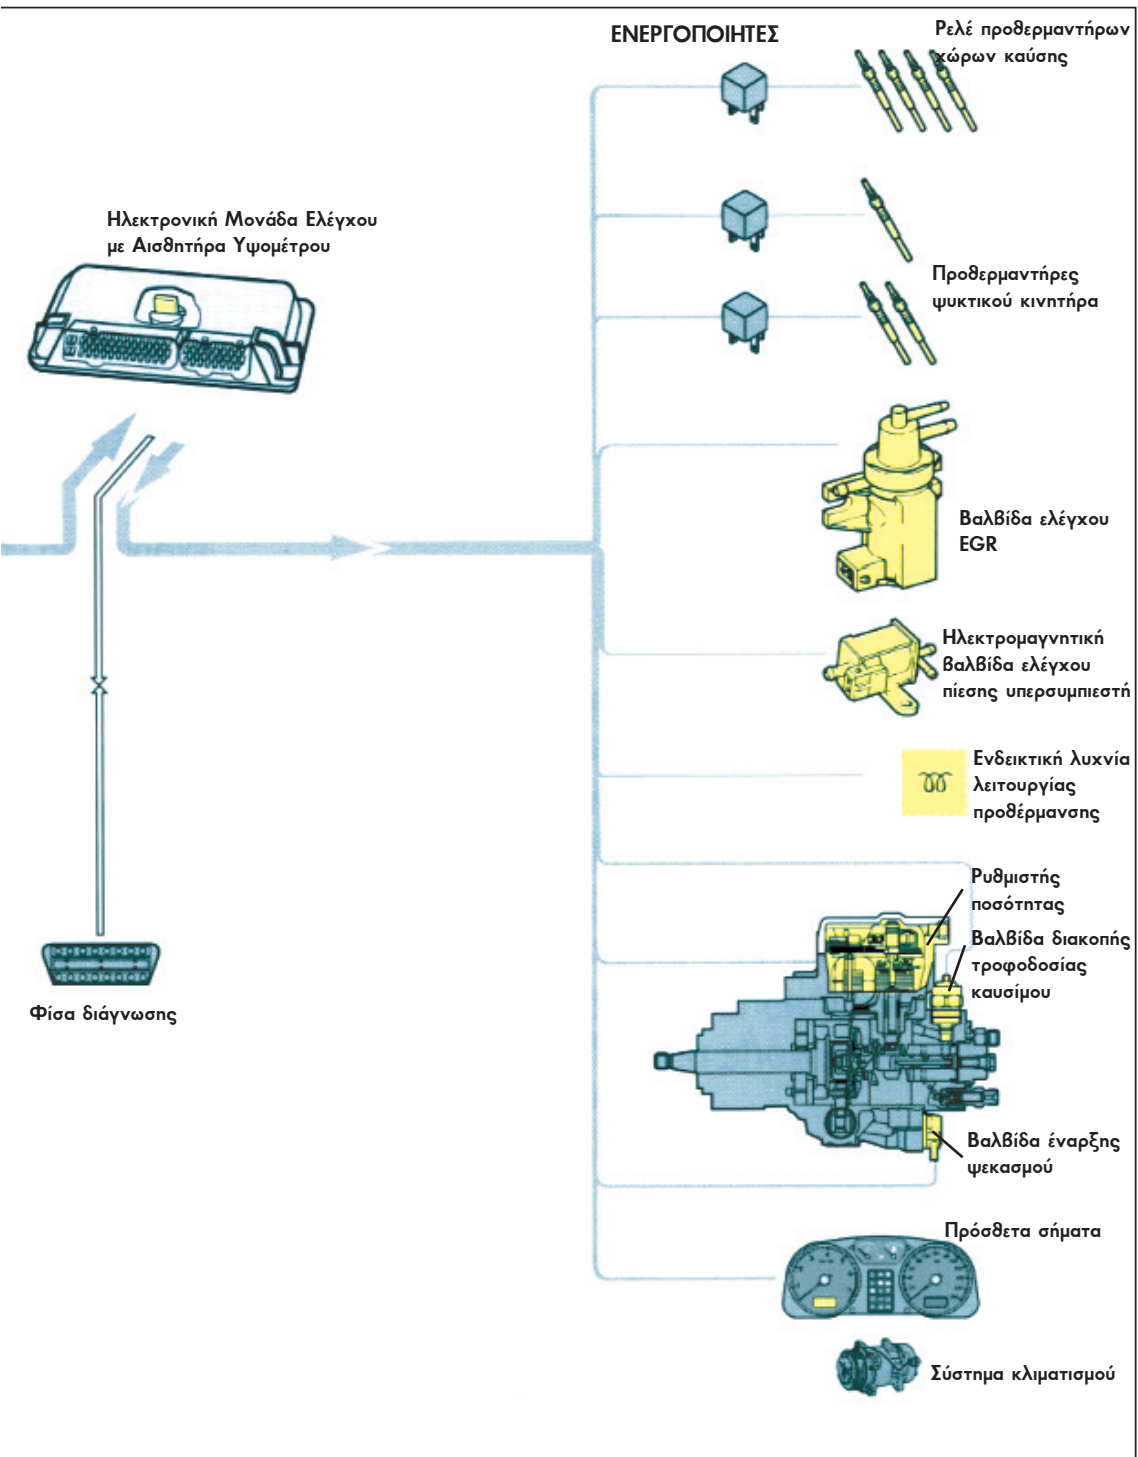 ΕΝΕΡΓΟΠΟΙΗΤΕΣ
Ρελέ προθερμαντήρων
χώρων καύσης
Ηλεκτρονική Μονάδα Ελέγχου
με Αισθητήρα Υψομέτρου
Προθερμαντήρες
ψυκτικού κινητήρα
Βαλβίδα ελέγχου
EGR
Ηλεκτρομαγνητική
βαλβίδα ελέγχου
πίεσης υπερσυμπιεστή
Ενδεικτική λυχνία
λειτουργίας
προθέρμανσης
Ρυθμιστής
ποσότητας
Βαλβίδα διακοπής
τροφοδοσίας
καυσίμου
Φίσα διάγνωσης
Βαλβίδα έναρξης
ψεκασμού
Πρόσθετα σήματα
Σύστημα κλιματισμού